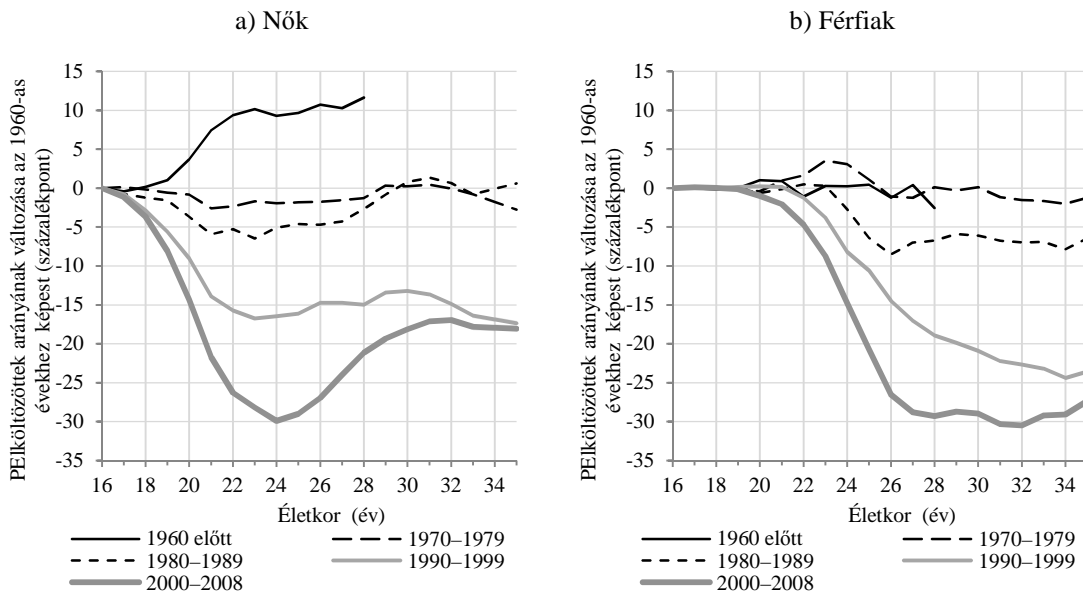 a) Nők
PElköltözöttek arányának változása az 1960-as
évekhez képest (százalékpont)
15
10
5
0
-5
-10
-15
-20
-25
-30
-35
16 18 20 22 24 26 28 30 32 34
Életkor (év)
1960 előtt
1970–1979
1980–1989
1990–1999
2000–2008
b) Férfiak
PElköltözöttek arányának változása az 1960-as
évekhez képest (százalékpont)
15
10
5
0
-5
-10
-15
-20
-25
-30
-35
16 18 20 22 24 26 28 30 32 34
Életkor (év)
1960 előtt
1970–1979
1980–1989
1990–1999
2000–2008